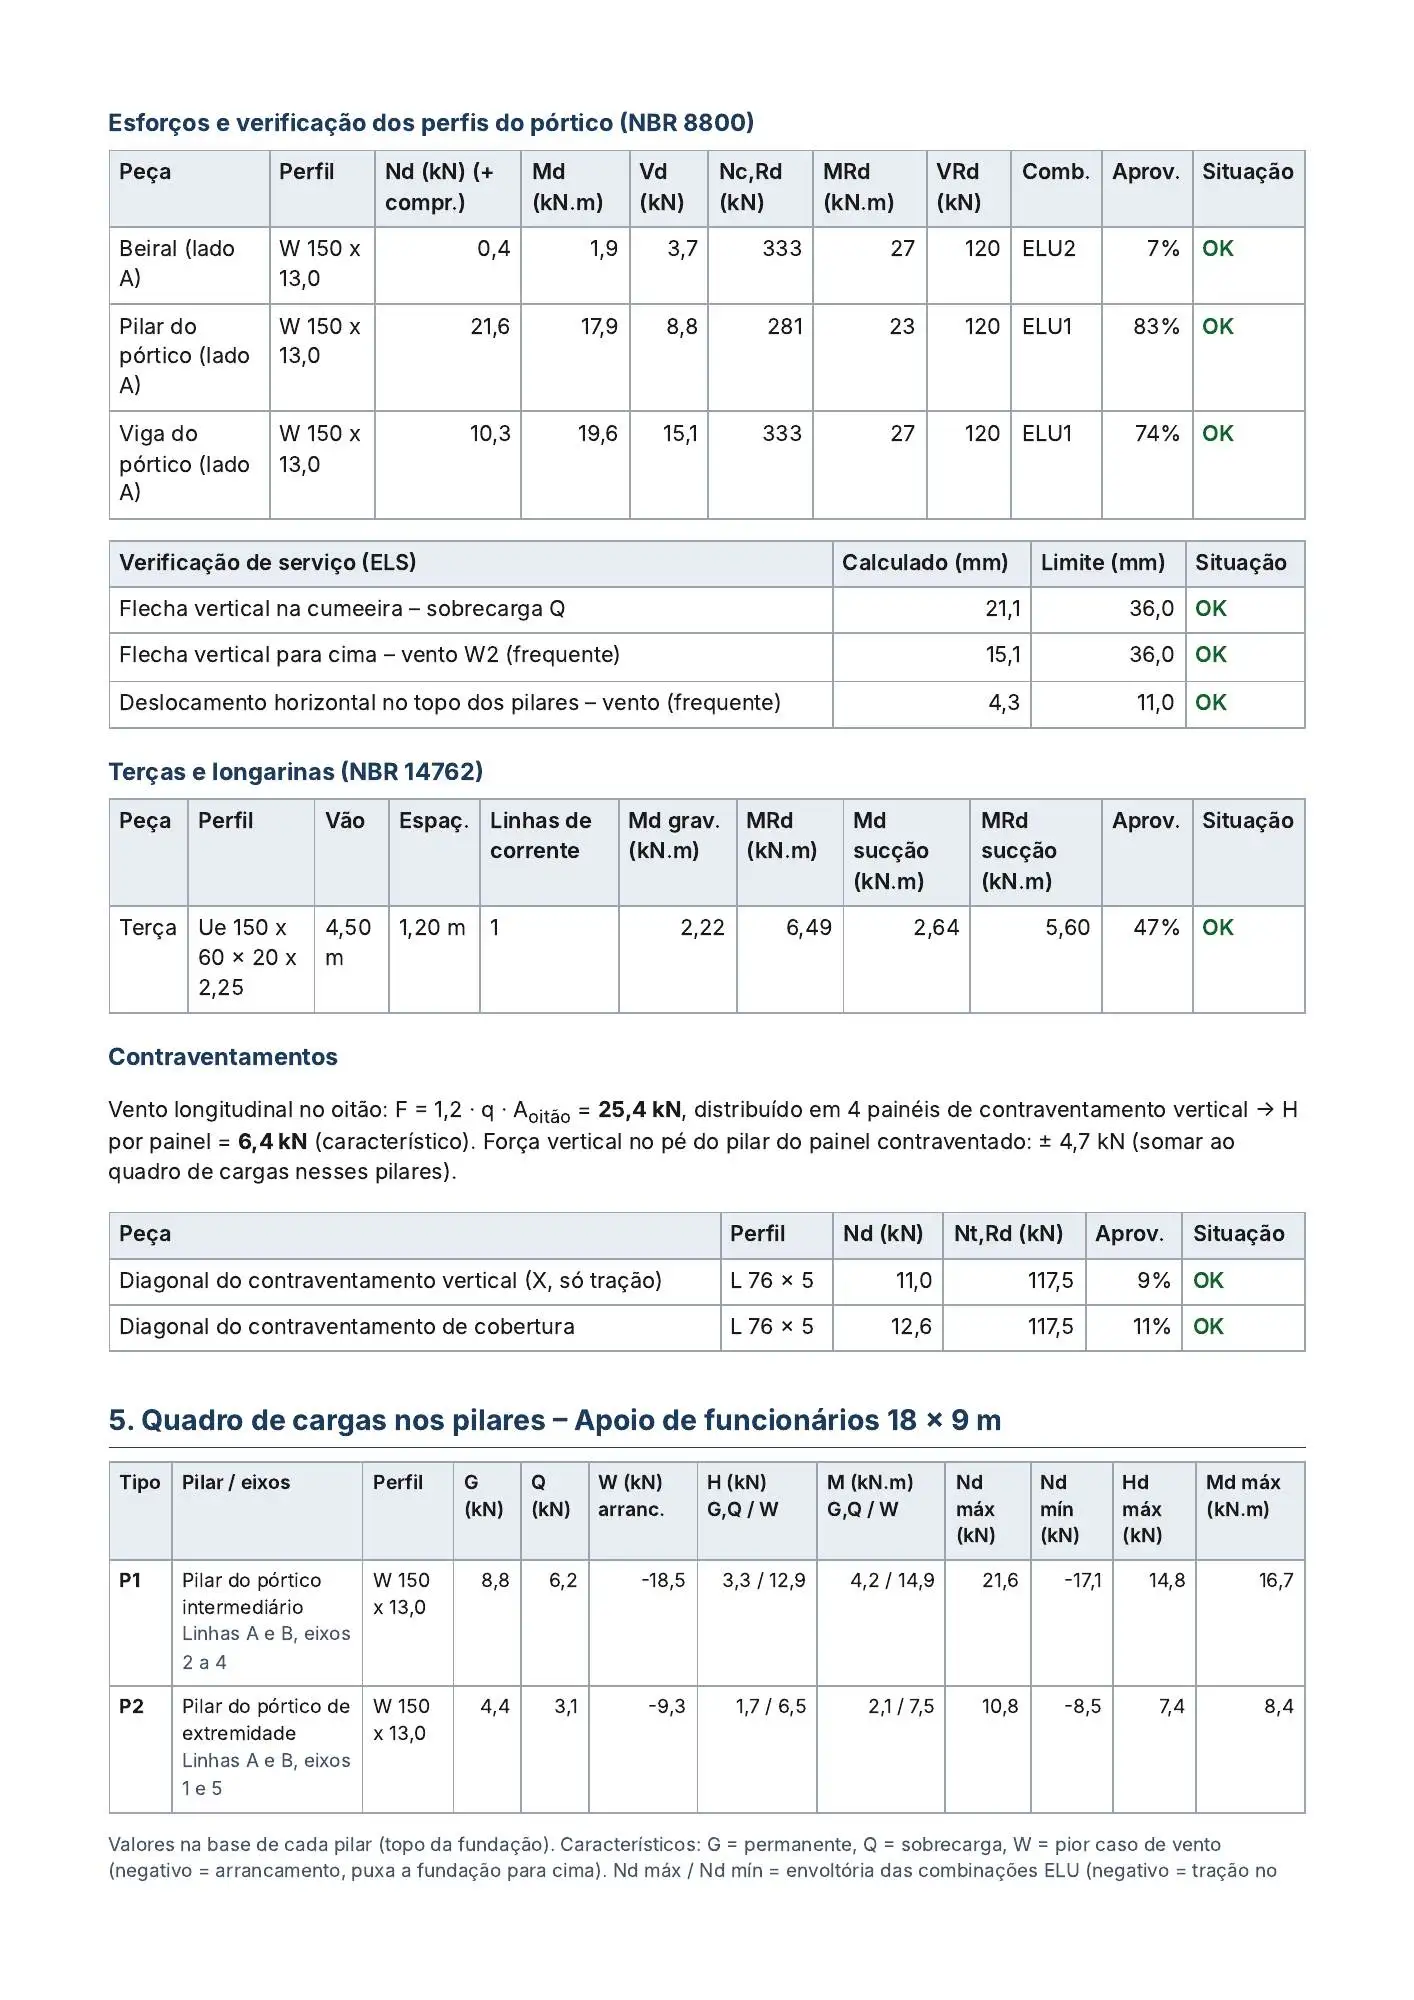 Esforços e verificação dos perfis do pórtico (NBR 8800)
Peça Perfil Nd (kN) (+ compr.) Md (kN.m) Vd (kN) Nc,Rd (kN) MRd (kN.m) VRd (kN) Comb. Aprov. Situação
Beiral (lado A) W 150 x 13,0 0,4 1,9 3,7 333 27 120 ELU2 7% OK
Pilar do pórtico (lado A) W 150 x 13,0 21,6 17,9 8,8 281 23 120 ELU1 83% OK
Viga do pórtico (lado A) W 150 x 13,0 10,3 19,6 15,1 333 27 120 ELU1 74% OK
Verificação de serviço (ELS) Calculado (mm) Limite (mm) Situação
Flecha vertical na cumeeira – sobrecarga Q 21,1 36,0 OK
Flecha vertical para cima – vento W2 (frequente) 15,1 36,0 OK
Deslocamento horizontal no topo dos pilares – vento (frequente) 4,3 11,0 OK
Terças e longarinas (NBR 14762)
Peça Perfil Vão Espaç. Linhas de corrente Md grav. (kN.m) MRd (kN.m) Md sucção (kN.m) MRd sucção (kN.m) Aprov. Situação
Terça Ue 150 x 60 × 20 x 2,25 4,50 m 1,20 m 1 2,22 6,49 2,64 5,60 47% OK
Contraventamentos
Vento longitudinal no oitão: F = 1,2 · q · Aoitão = 25,4 kN, distribuído em 4 painéis de contraventamento vertical → H
por painel = 6,4 kN (característico). Força vertical no pé do pilar do painel contraventado: ± 4,7 kN (somar ao
quadro de cargas nesses pilares).
Peça Perfil Nd (kN) Nt,Rd (kN) Aprov. Situação
Diagonal do contraventamento vertical (X, só tração) L 76 × 5 11,0 117,5 9% OK
Diagonal do contraventamento de cobertura L 76 × 5 12,6 117,5 11% OK
5. Quadro de cargas nos pilares – Apoio de funcionários 18 × 9 m
Tipo Pilar / eixos Perfil G (kN) Q (kN) W (kN) arranc. H (kN) G,Q / W M (kN.m) G,Q / W Nd máx (kN) Nd mín (kN) Hd máx (kN) Md máx (kN.m)
P1 Pilar do pórtico intermediário Linhas A e B, eixos 2 a 4 W 150 x 13,0 8,8 6,2 -18,5 3,3 / 12,9 4,2 / 14,9 21,6 -17,1 14,8 16,7
P2 Pilar do pórtico de extremidade Linhas A e B, eixos 1 e 5 W 150 x 13,0 4,4 3,1 -9,3 1,7 / 6,5 2,1 / 7,5 10,8 -8,5 7,4 8,4
Valores na base de cada pilar (topo da fundação). Característicos: G = permanente, Q = sobrecarga, W = pior caso de vento
(negativo = arrancamento, puxa a fundação para cima). Nd máx / Nd mín = envoltória das combinações ELU (negativo = tração no